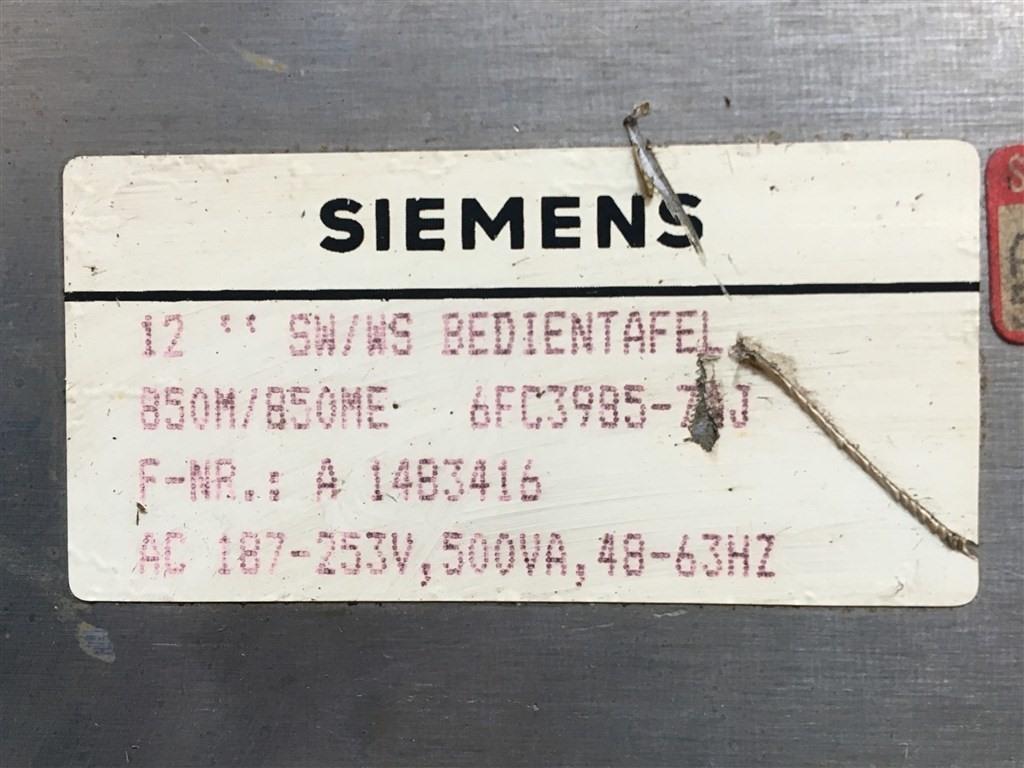 SIEMENS
12 " SW/WS BEDIENTAFEL
850M/850ME
F-NR.: A 1483416
AC 187-253V,500VA,48-63HZ